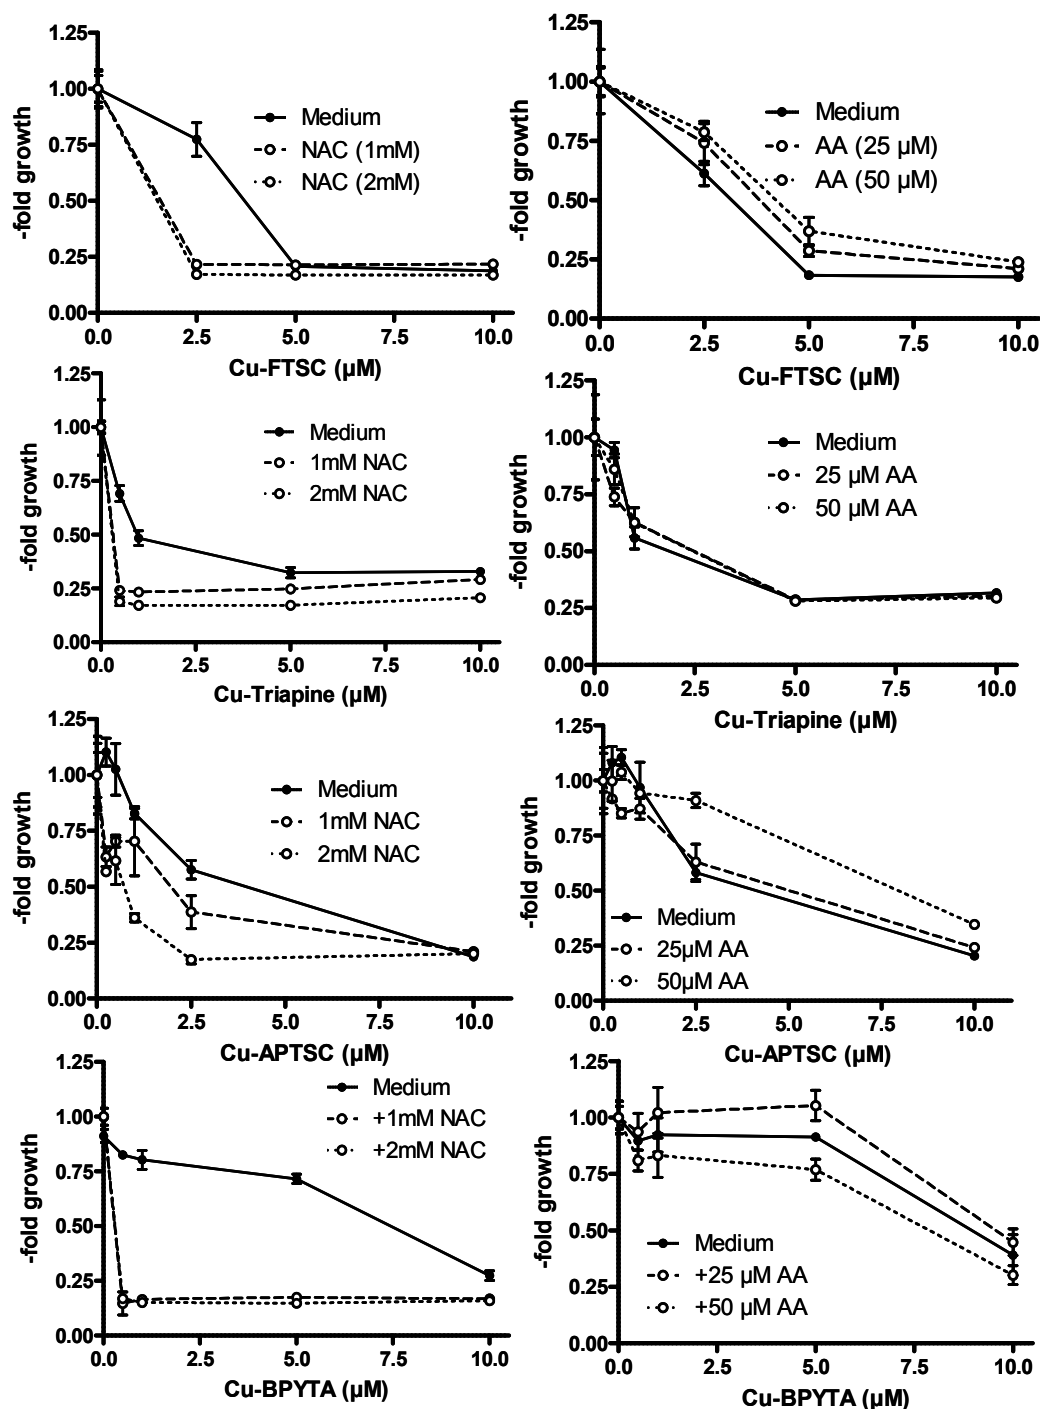 1.25
1.00
0.75
0.50
0.25
0.00
-fold growth
Medium
NAC (1mM)
NAC (2mM)
0.0 2.5 5.0 7.5 10.0
Cu-FTSC (µM)
1.25
1.00
0.75
0.50
0.25
0.00
-fold growth
Medium
AA (25 µM)
AA (50 µM)
0.0 2.5 5.0 7.5 10.0
Cu-FTSC (µM)
1.25
1.00
0.75
0.50
0.25
0.00
-fold growth
Medium
1mM NAC
2mM NAC
0.0 2.5 5.0 7.5 10.0
Cu-Triapine (µM)
1.25
1.00
0.75
0.50
0.25
0.00
-fold growth
Medium
25 µM AA
50 µM AA
0.0 2.5 5.0 7.5 10.0
Cu-Triapine (µM)
1.25
1.00
0.75
0.50
0.25
0.00
-fold growth
Medium
1mM NAC
2mM NAC
0.0 2.5 5.0 7.5 10.0
Cu-APTSC (µM)
1.25
1.00
0.75
0.50
0.25
0.00
-fold growth
Medium
25µM AA
50µM AA
0.0 2.5 5.0 7.5 10.0
Cu-APTSC (µM)
1.25
1.00
0.75
0.50
0.25
0.00
-fold growth
Medium
+1mM NAC
+2mM NAC
0.0 2.5 5.0 7.5 10.0
Cu-BPYTA (µM)
1.25
1.00
0.75
0.50
0.25
0.00
-fold growth
Medium
+25 µM AA
+50 µM AA
0.0 2.5 5.0 7.5 10.0
Cu-BPYTA (µM)